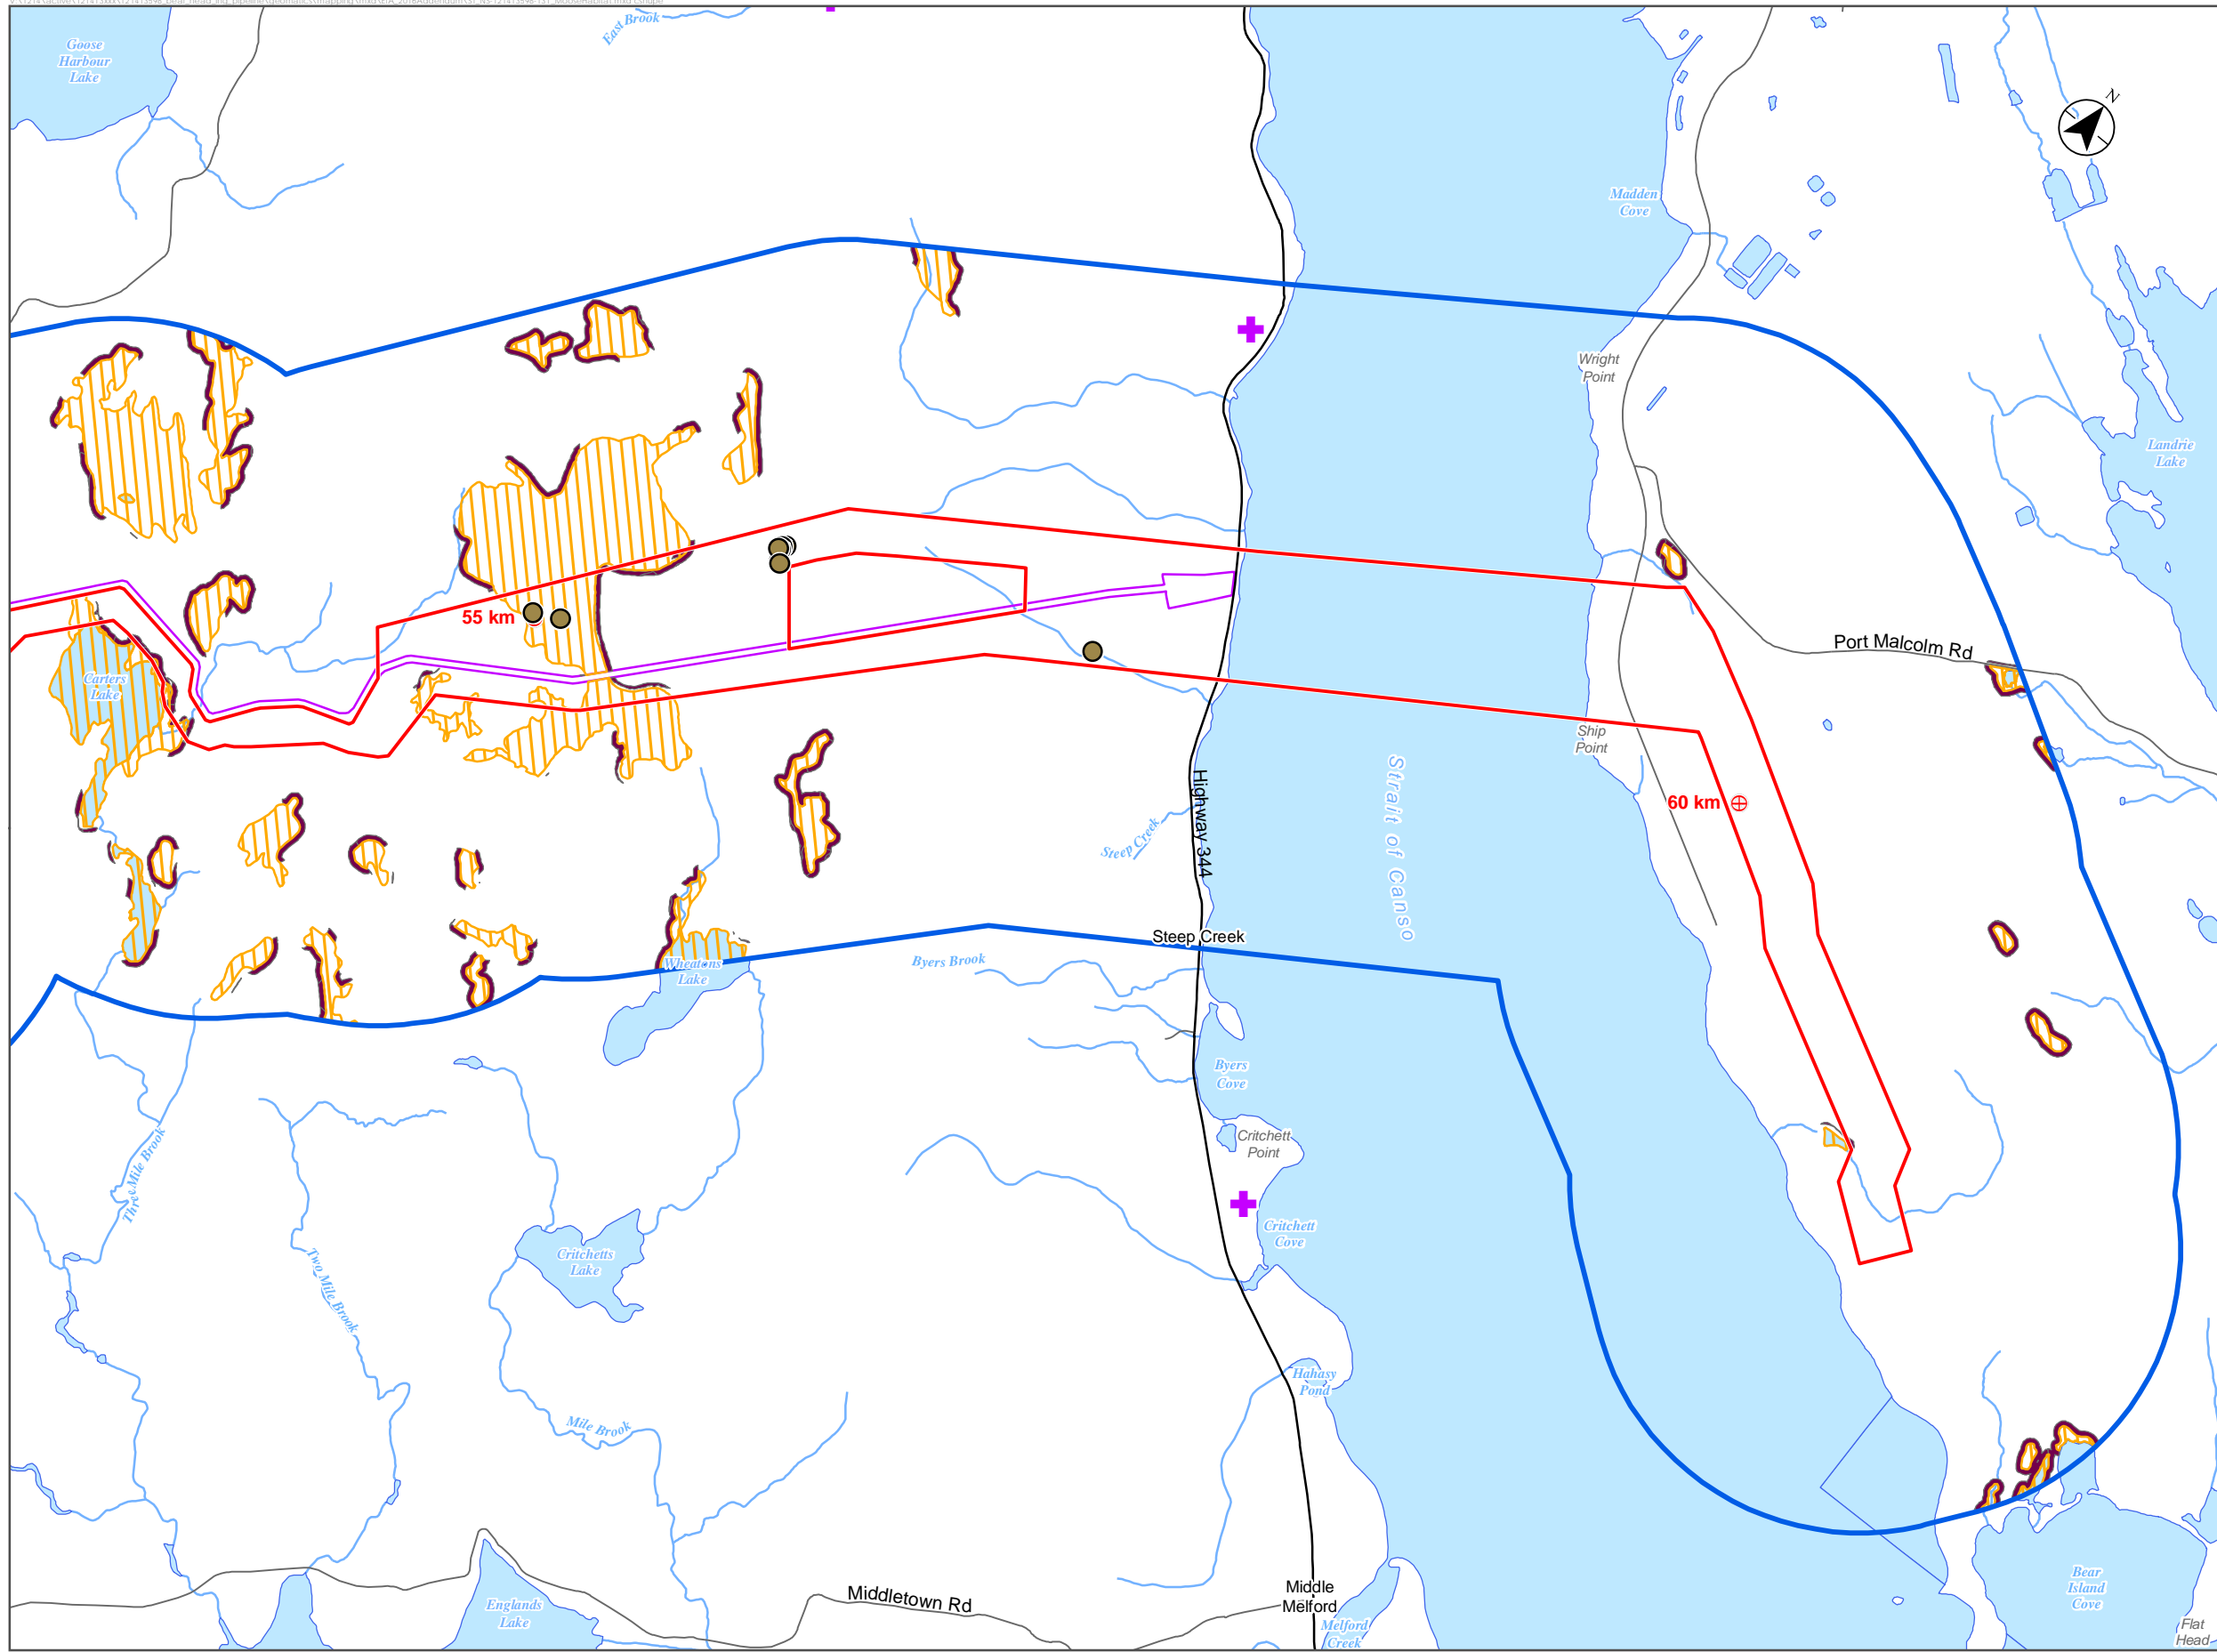 East Brook
Goose
Harbour
Lake
N
Madden
Cove
Wright
Point
Landrie
Lake
55 km
Port Malcolm Rd
Carters
Lake
Ship
Point
Strait of Canso
Highway 344
60 km
Steep Creek
Steep Creek
Byers Brook
Wheatons
Lake
Byers
Cove
Critchett
Point
Three Mile Brook
Critchett
Cove
Critchetts
Lake
Two Mile Brook
Hahasy
Pond
Mile Brook
Middletown Rd
Middle
Melford
Englands
Lake
Bear
Island
Cove
Melford
Creek
Flat
Head